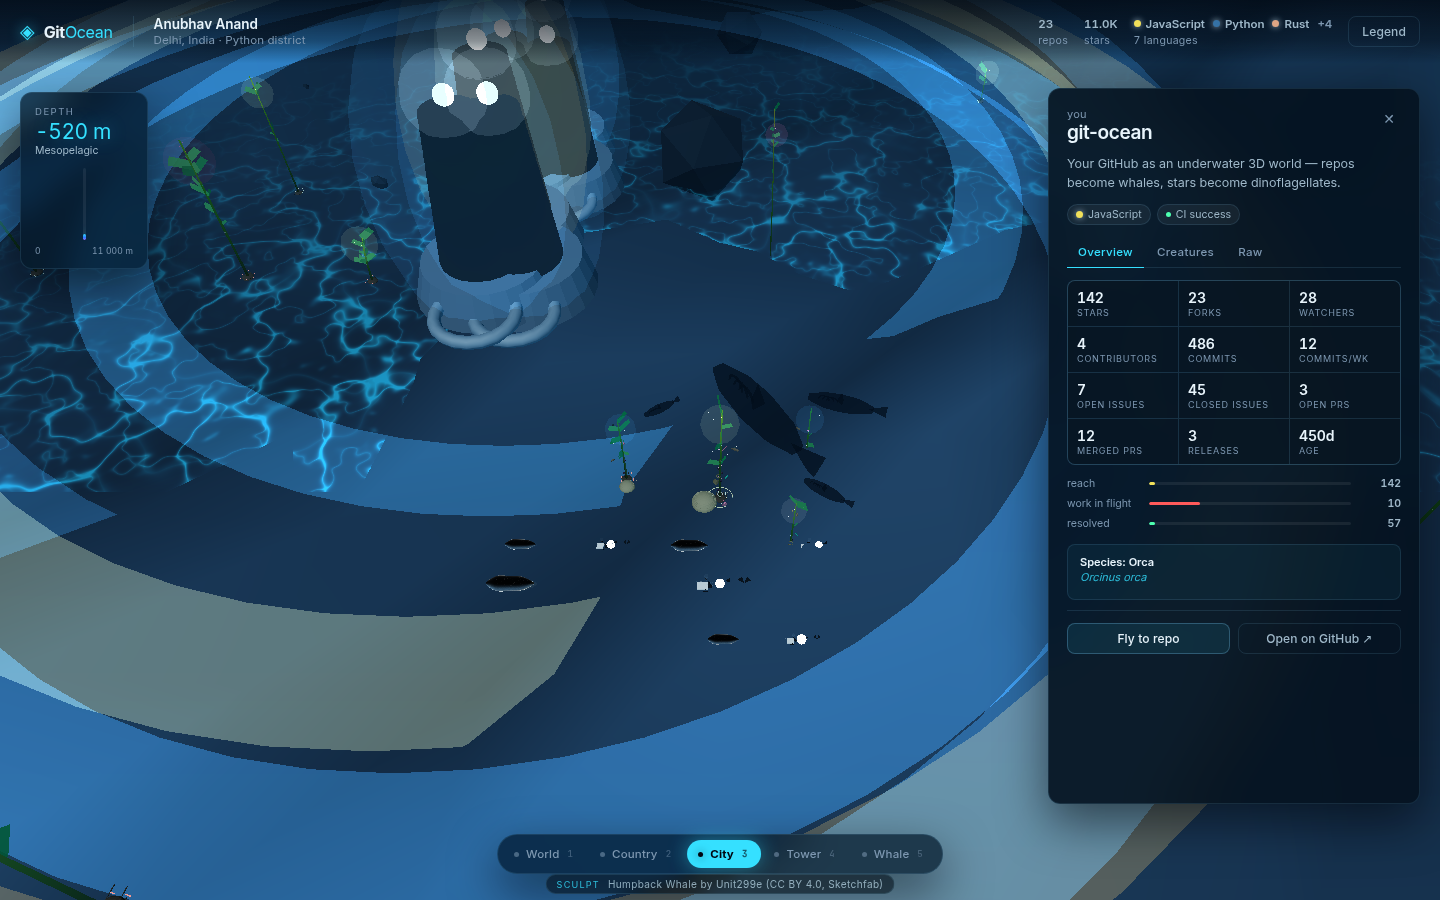 GitOcean
Anubhav Anand
Delhi, India · Python district
23
repos
11.0K
stars
JavaScript Python Rust +4
7 languages
Legend
DEPTH
-520 m
Mesopelagic
0 11 000 m
you
git-ocean
×
Your GitHub as an underwater 3D world — repos
become whales, stars become dinoflagellates.
JavaScript CI success
Overview Creatures Raw
142 23 28
STARS FORKS WATCHERS
4 486 12
CONTRIBUTORS COMMITS COMMITS/WK
7 45 3
OPEN ISSUES CLOSED ISSUES OPEN PRS
12 3 450d
MERGED PRS RELEASES AGE
reach 142
work in flight 10
resolved 57
Species: Orca
Orcinus orca
Fly to repo Open on GitHub ↗
World 1 Country 2 City 3 Tower 4 Whale 5
SCULPT Humpback Whale by Unit299e (CC BY 4.0, Sketchfab)